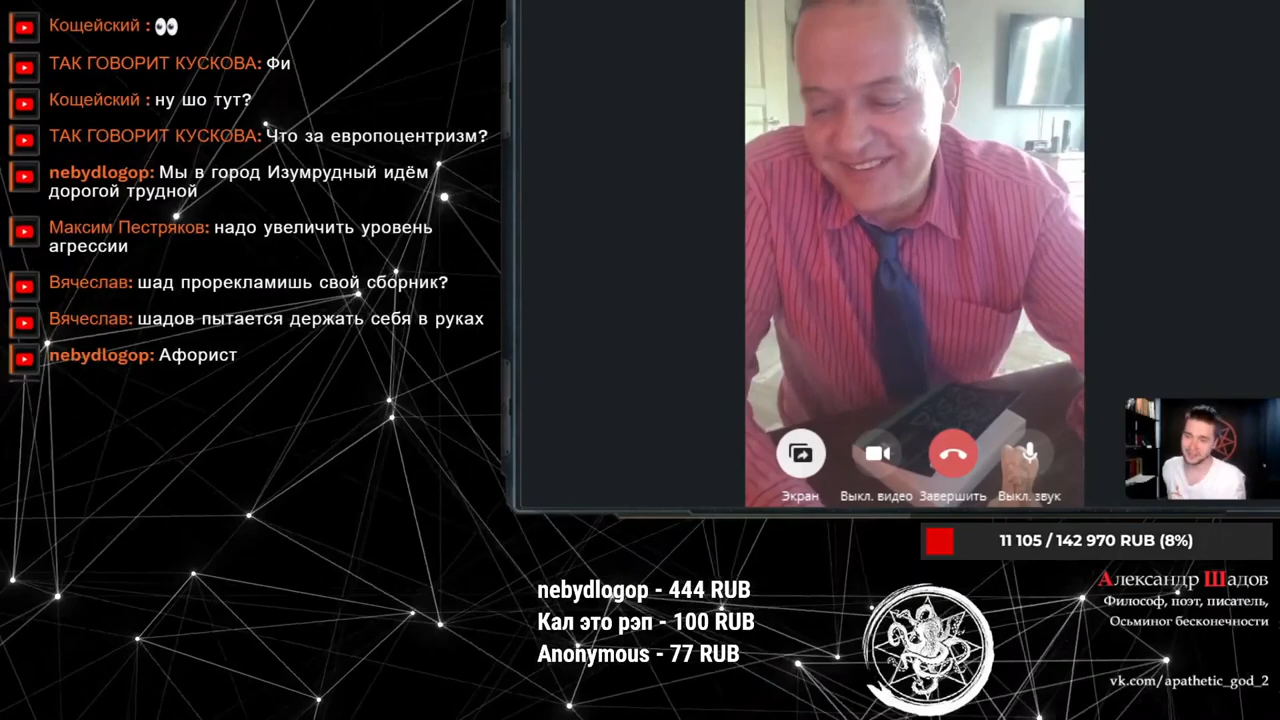 Кощейский : 👀
ТАК ГОВОРИТ КУСКОВА: Фи
Кощейский : ну шо тут?
ТАК ГОВОРИТ КУСКОВА: Что за европоцентризм?
nebydlogop: Мы в город Изумрудный идём
дорогой трудной
Максим Пестряков: надо увеличить уровень
агрессии
Вячеслав: шад прорекламишь свой сборник?
Вячеслав: шадов пытается держать себя в руках
nebydlogop: Афорист
Экран
Выкл. видео
Завершить
Выкл. звук
11 105 / 142 970 RUB (8%)
nebydlogop - 444 RUB
Кал это рэп - 100 RUB
Anonymous - 77 RUB
Александр Шадов
Философ, поэт, писатель,
Осьминог бесконечности
vk.com/apathetic_god_2